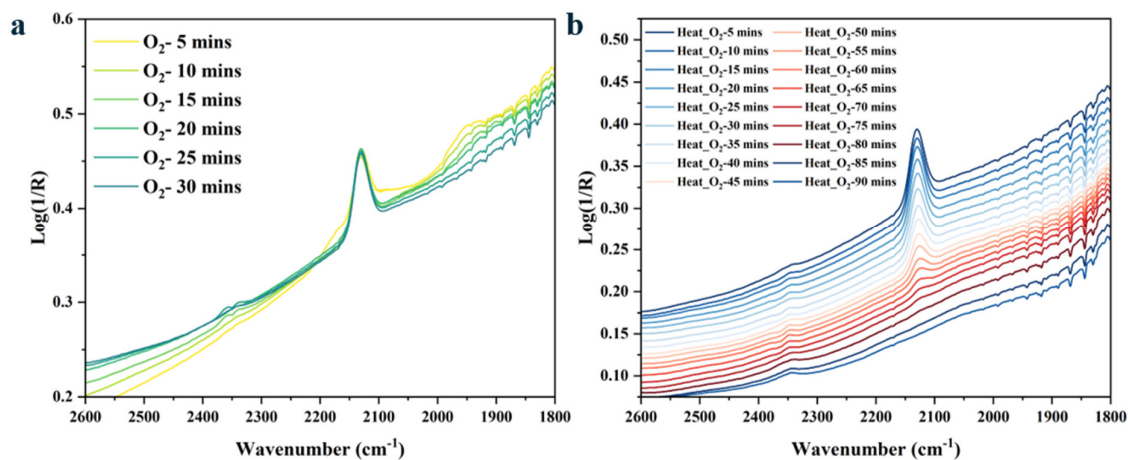 a
O₂- 5 mins
O₂- 10 mins
O₂- 15 mins
O₂- 20 mins
O₂- 25 mins
O₂- 30 mins
Log(1/R)
0.6
0.5
0.4
0.3
0.2
2600 2500 2400 2300 2200 2100 2000 1900 1800
Wavenumber (cm⁻¹)
b
Heat_O₂-5 mins Heat_O₂-50 mins
Heat_O₂-10 mins Heat_O₂-55 mins
Heat_O₂-15 mins Heat_O₂-60 mins
Heat_O₂-20 mins Heat_O₂-65 mins
Heat_O₂-25 mins Heat_O₂-70 mins
Heat_O₂-30 mins Heat_O₂-75 mins
Heat_O₂-35 mins Heat_O₂-80 mins
Heat_O₂-40 mins Heat_O₂-85 mins
Heat_O₂-45 mins Heat_O₂-90 mins
Log(1/R)
0.50
0.45
0.40
0.35
0.30
0.25
0.20
0.15
0.10
2600 2500 2400 2300 2200 2100 2000 1900 1800
Wavenumber (cm⁻¹)